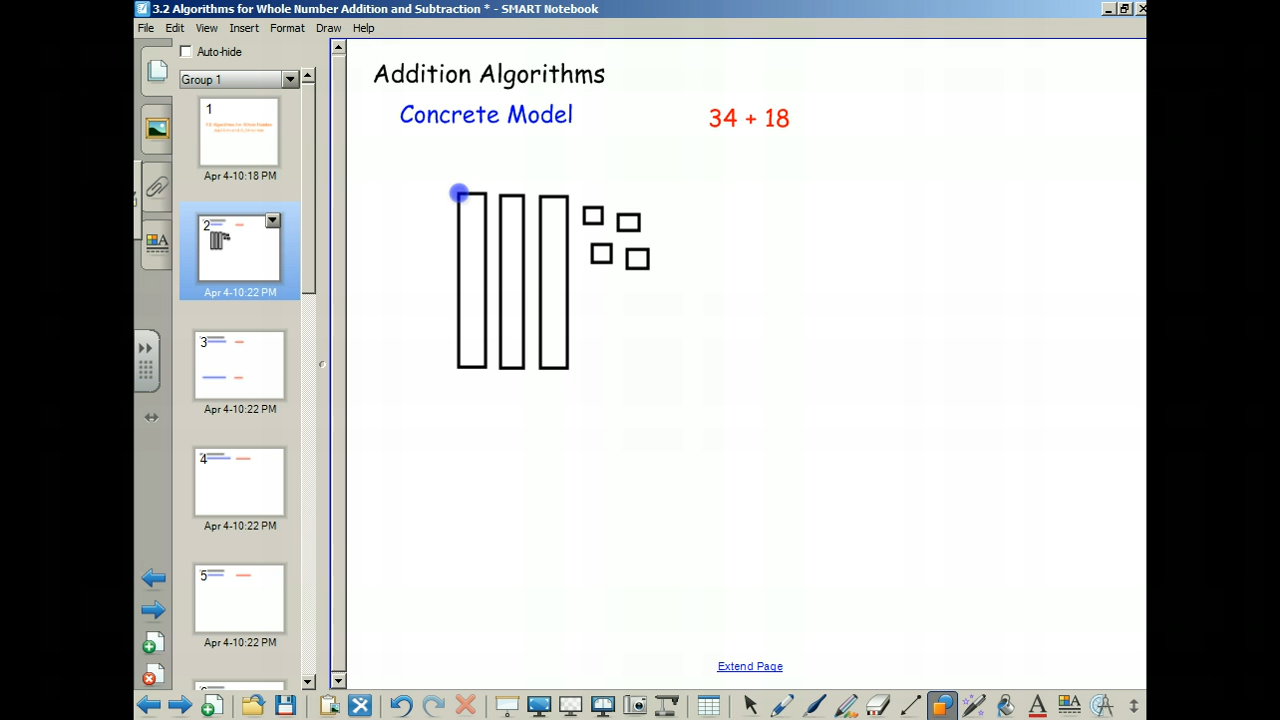 3.2 Algorithms for Whole Number Addition and Subtraction * - SMART Notebook
File Edit View Insert Format Draw Help
Auto-hide
Group 1
1
Apr 4-10:18 PM
2
Apr 4-10:22 PM
3
Apr 4-10:22 PM
4
Apr 4-10:22 PM
5
Apr 4-10:22 PM
Addition Algorithms
Concrete Model
34 + 18
Extend Page